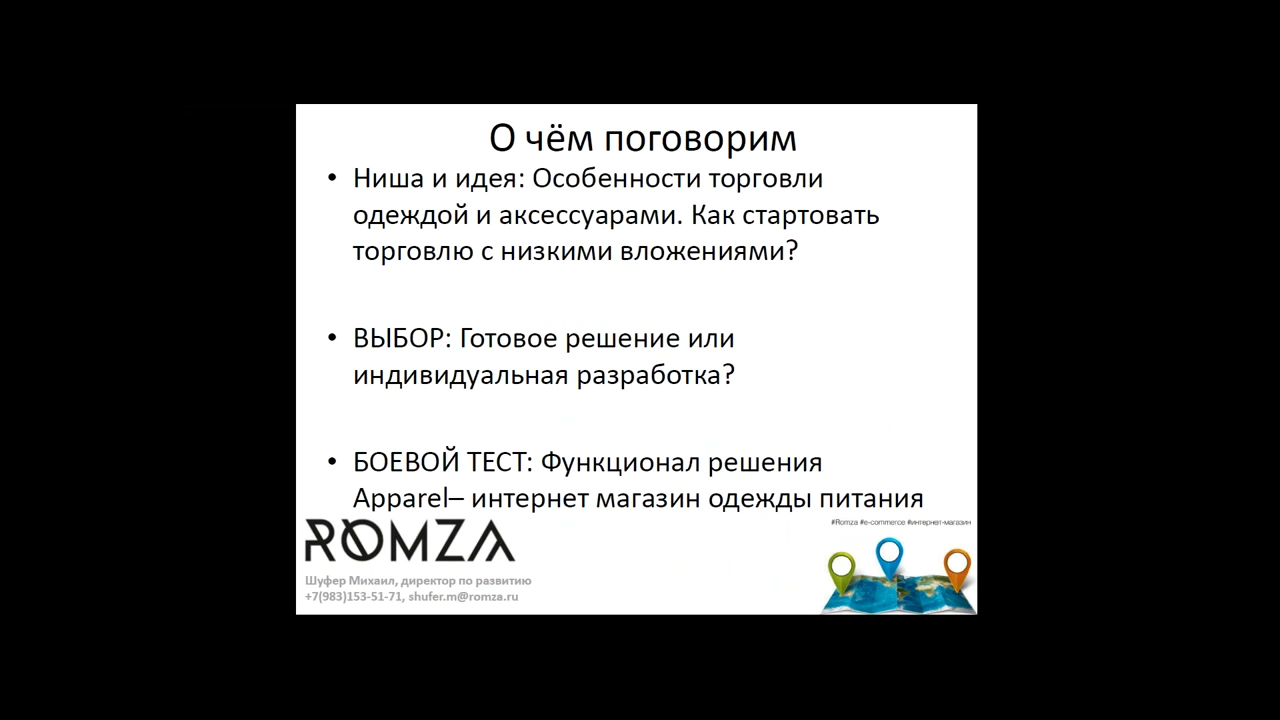 О чём поговорим
• Ниша и идея: Особенности торговли
одеждой и аксессуарами. Как стартовать
торговлю с низкими вложениями?
• ВЫБОР: Готовое решение или
индивидуальная разработка?
• БОЕВОЙ ТЕСТ: Функционал решения
Apparel– интернет магазин одежды питания
ROMZA
#Romza #e-commerce #интернет-магазин
Шуфер Михаил, директор по развитию
+7(983)153-51-71, shufer.m@romza.ru